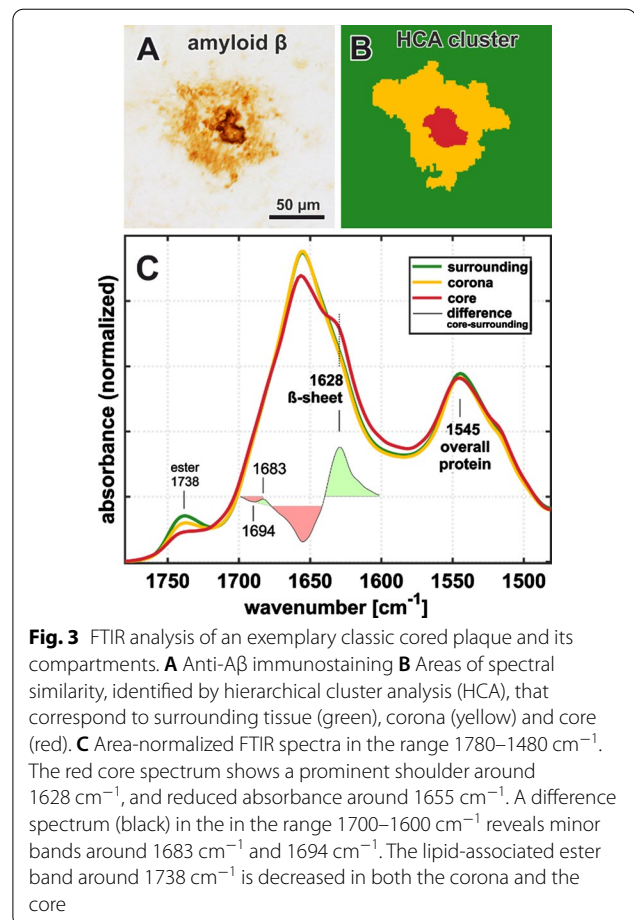 A
amyloid β
50 µm
B
HCA cluster
C
surrounding
corona
core
difference
core-surrounding
1628
ß-sheet
1545
overall
protein
ester
1738
1683
1694
absorbance (normalized)
1750 1700 1650 1600 1550 1500
wavenumber [cm⁻¹]
Fig. 3 FTIR analysis of an exemplary classic cored plaque and its
compartments. A Anti-Aβ immunostaining B Areas of spectral
similarity, identified by hierarchical cluster analysis (HCA), that
correspond to surrounding tissue (green), corona (yellow) and core
(red). C Area-normalized FTIR spectra in the range 1780–1480 cm⁻¹.
The red core spectrum shows a prominent shoulder around
1628 cm⁻¹, and reduced absorbance around 1655 cm⁻¹. A difference
spectrum (black) in the in the range 1700–1600 cm⁻¹ reveals minor
bands around 1683 cm⁻¹ and 1694 cm⁻¹. The lipid-associated ester
band around 1738 cm⁻¹ is decreased in both the corona and the
core